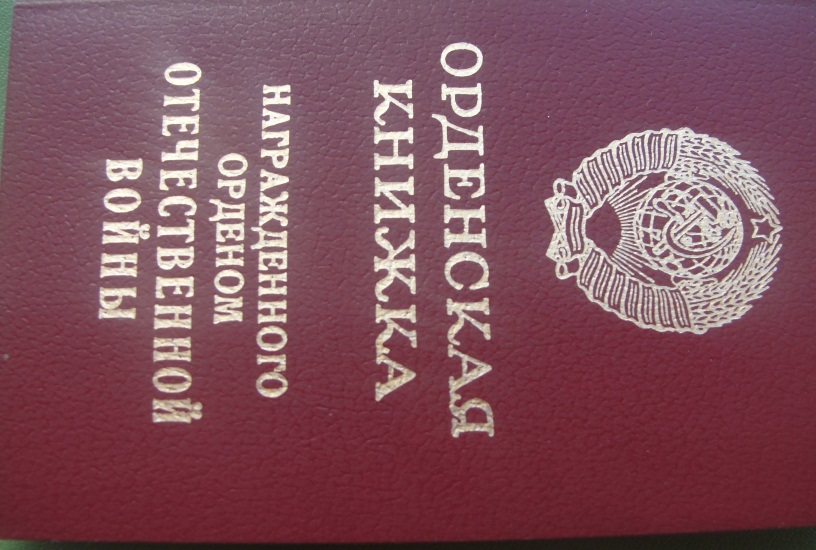 ОРДЕНСКАЯ
КНИЖКА
НАГРАЖДЕННОГО
ОРДЕНОМ
ОТЕЧЕСТВЕННОЙ
ВОЙНЫ